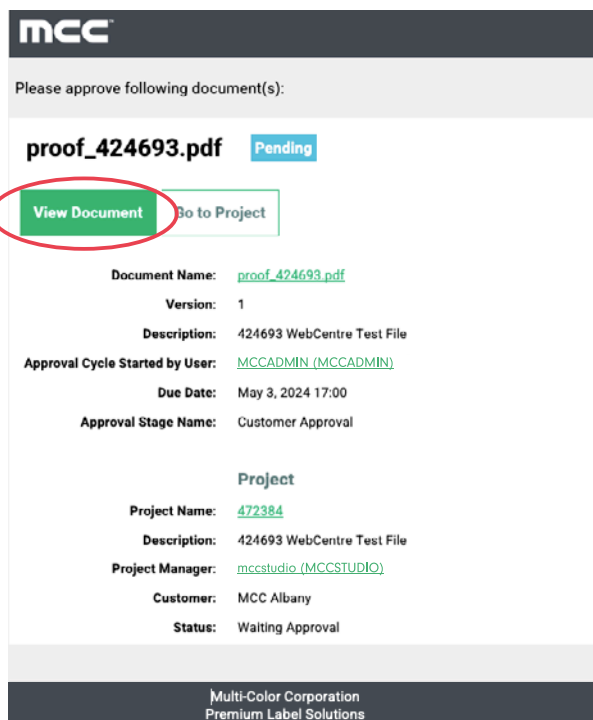 mcc
Please approve following document(s):
proof_424693.pdf Pending
View Document Go to Project
Document Name: proof_424693.pdf
Version: 1
Description: 424693 WebCentre Test File
Approval Cycle Started by User: MCCADMIN (MCCADMIN)
Due Date: May 3, 2024 17:00
Approval Stage Name: Customer Approval
Project
Project Name: 472384
Description: 424693 WebCentre Test File
Project Manager: mccstudio (MCCSTUDIO)
Customer: MCC Albany
Status: Waiting Approval
Multi-Color Corporation
Premium Label Solutions